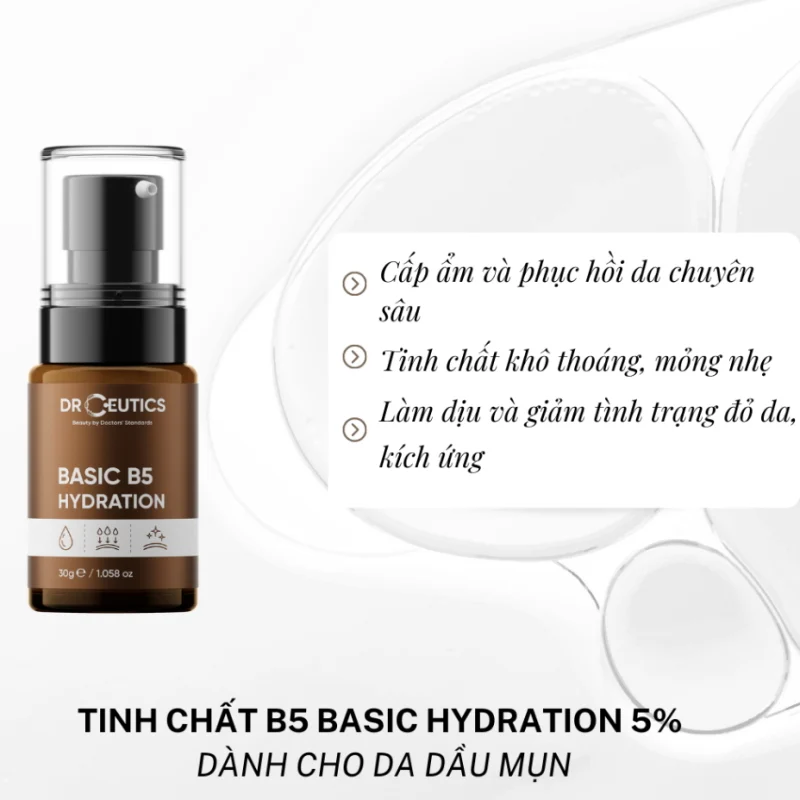 DR CEUTICS
Beauty by Doctors' Standards
BASIC B5
HYDRATION
30g ℮ / 1.058 oz
Cấp ẩm và phục hồi da chuyên
sâu
Tinh chất khô thoáng, mỏng nhẹ
Làm dịu và giảm tình trạng đỏ da,
kích ứng
TINH CHẤT B5 BASIC HYDRATION 5%
DÀNH CHO DA DẦU MỤN